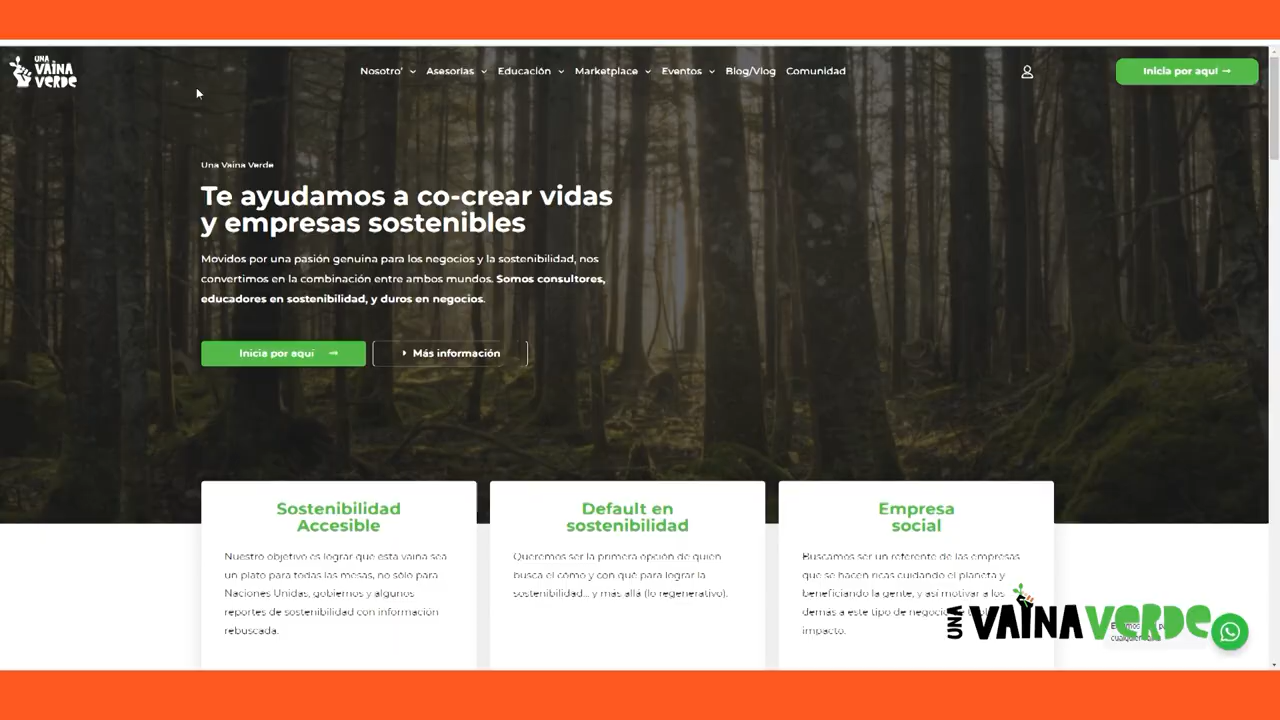 UNA
VAINA
VERDE
Nosotro'
Asesorías
Educación
Marketplace
Eventos
Blog/Vlog
Comunidad
Inicia por aquí →
Una Vaina Verde
Te ayudamos a co-crear vidas
y empresas sostenibles
Movidos por una pasión genuina para los negocios y la sostenibilidad, nos
convertimos en la combinación entre ambos mundos. Somos consultores,
educadores en sostenibilidad, y duros en negocios.
Inicia por aquí →
Más información
Sostenibilidad
Accesible
Nuestro objetivo es lograr que esta vaina sea
un plato para todas las mesas, no sólo para
Naciones Unidas, gobiernos y algunos
reportes de sostenibilidad con información
rebuscada.
Default en
sostenibilidad
Queremos ser la primera opción de quien
busca el cómo y con qué para lograr la
sostenibilidad... y más allá (lo regenerativo).
Empresa
social
Buscamos ser un referente de las empresas
que se hacen ricas cuidando el planeta y
beneficiando la gente, y así motivar a los
demás a este tipo de
impacto.
UNA VAINA VERDE